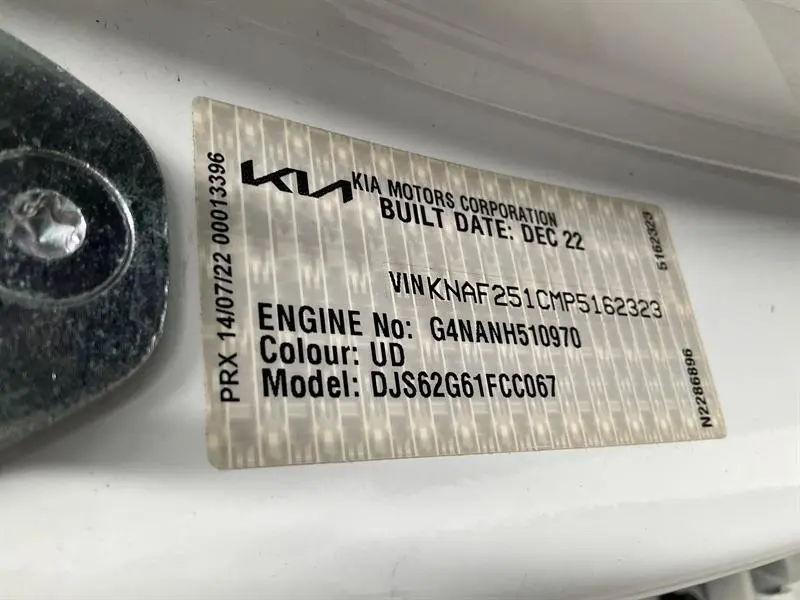 KIA
KIA MOTORS CORPORATION
BUILT DATE: DEC 22
VIN KNAF251CMP5162323
ENGINE No: G4NANH510970
Colour: UD
Model: DJS62G61FCC067
PRX 14/07/22 00013396
5162323
N2286896